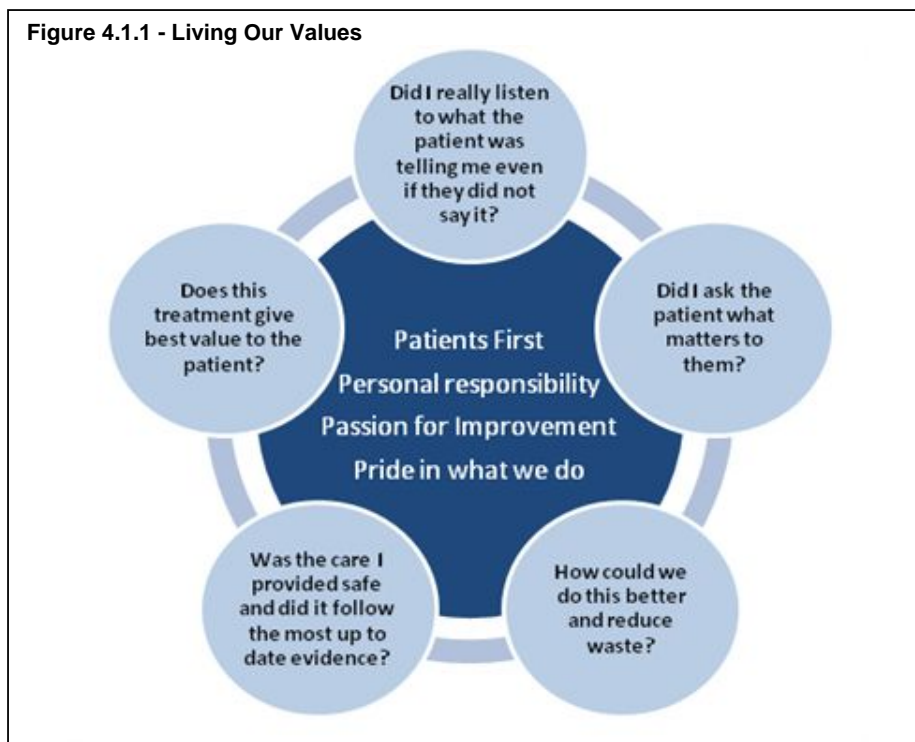 Figure 4.1.1 - Living Our Values
Did I really listen
to what the
patient was
telling me even
if they did not
say it?
Did I ask the
patient what
matters to
them?
How could we
do this better
and reduce
waste?
Was the care I
provided safe
and did it follow
the most up to
date evidence?
Does this
treatment give
best value to the
patient?
Patients First
Personal responsibility
Passion for Improvement
Pride in what we do